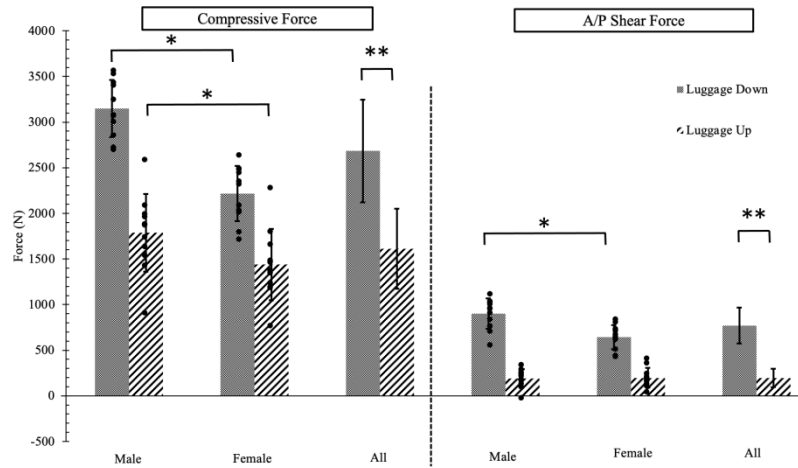 Compressive Force
A/P Shear Force
4000
3500
3000
2500
2000
1500
1000
500
0
-500
Force (N)
*
*
**
*
**
Luggage Down
Luggage Up
Male
Female
All
Male
Female
All